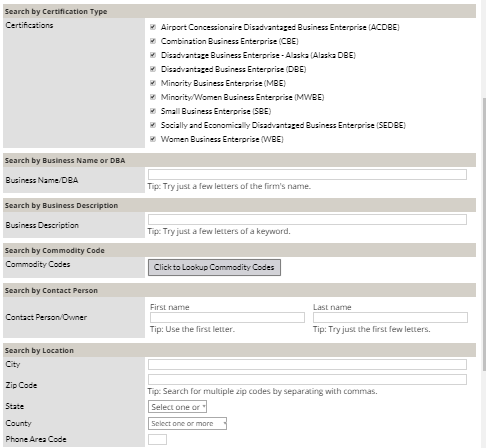 Search by Certification Type
Certifications
Airport Concessionaire Disadvantaged Business Enterprise (ACDBE)
Combination Business Enterprise (CBE)
Disadvantage Business Enterprise - Alaska (Alaska DBE)
Disadvantaged Business Enterprise (DBE)
Minority Business Enterprise (MBE)
Minority/Women Business Enterprise (MWBE)
Small Business Enterprise (SBE)
Socially and Economically Disadvantaged Business Enterprise (SEDBE)
Women Business Enterprise (WBE)
Search by Business Name or DBA
Business Name/DBA
Tip: Try just a few letters of the firm's name.
Search by Business Description
Business Description
Tip: Try just a few letters of a keyword.
Search by Commodity Code
Commodity Codes
Click to Lookup Commodity Codes
Search by Contact Person
First name Last name
Contact Person/Owner
Tip: Use the first letter. Tip: Try just the first few letters.
Search by Location
City
Zip Code
Tip: Search for multiple zip codes by separating with commas.
State Select one or
County Select one or more
Phone Area Code